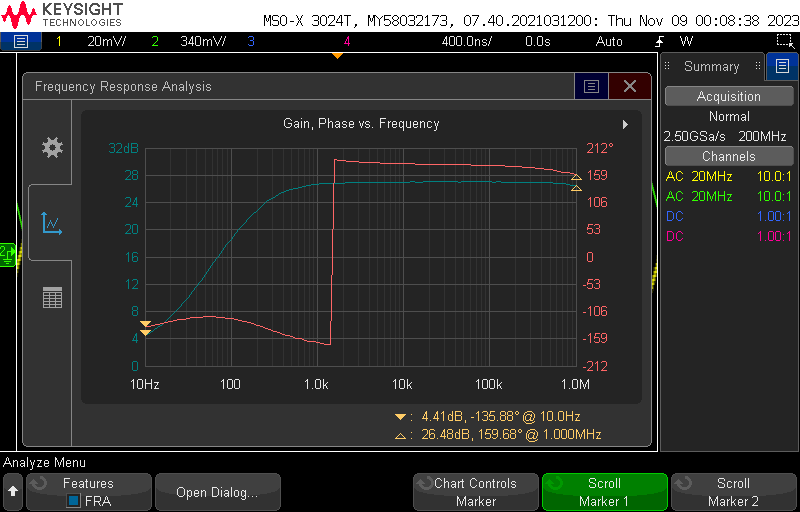 KEYSIGHT
TECHNOLOGIES
MSO-X 3024T, MY58032173, 07.40.2021031200: Thu Nov 09 00:08:38 2023
1 20mV/ 2 340mV/ 3 4 400.0ns/ 0.0s Auto W
Summary
Frequency Response Analysis
Acquisition
Normal
2.50GSa/s 200MHz
Channels
AC 20MHz 10.0:1
AC 20MHz 10.0:1
DC 1.00:1
DC 1.00:1
Gain, Phase vs. Frequency
32dB 212°
28 159
24 106
20 53
16 0
12 -53
8 -106
4 -159
0 -212
10Hz 100 1.0k 10k 100k 1.0M
2
: 4.41dB, -135.88° @ 10.0Hz
: 26.48dB, 159.68° @ 1.000MHz
Analyze Menu
Features
FRA
Open Dialog...
Chart Controls
Marker
Scroll
Marker 1
Scroll
Marker 2